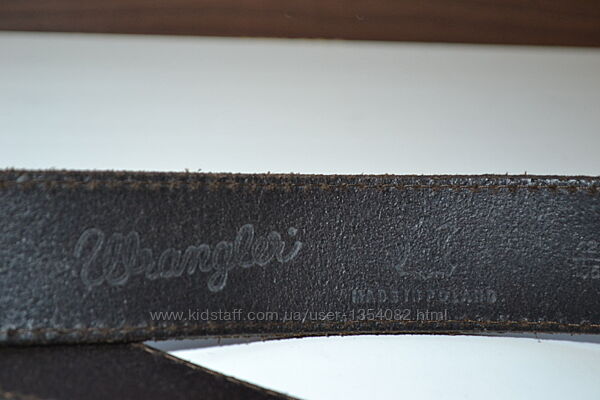 Wrangler
MADE IN POLAND.
www.kidstaff.com.ua/user-1354082.html